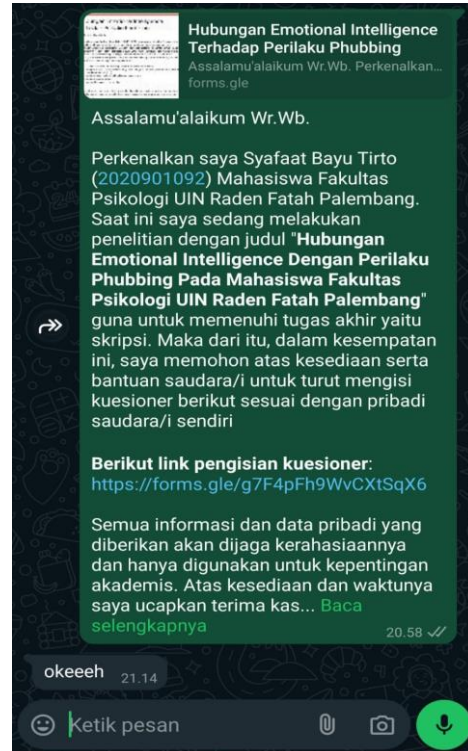 Hubungan Emotional Intelligence
Terhadap Perilaku Phubbing
Assalamu'alaikum Wr.Wb. Perkenalkan...
forms.gle
Assalamu'alaikum Wr.Wb.
Perkenalkan saya Syafaat Bayu Tirto
(2020901092) Mahasiswa Fakultas
Psikologi UIN Raden Fatah Palembang.
Saat ini saya sedang melakukan
penelitian dengan judul "Hubungan
Emotional Intelligence Dengan Perilaku
Phubbing Pada Mahasiswa Fakultas
Psikologi UIN Raden Fatah Palembang"
guna untuk memenuhi tugas akhir yaitu
skripsi. Maka dari itu, dalam kesempatan
ini, saya memohon atas kesediaan serta
bantuan saudara/i untuk turut mengisi
kuesioner berikut sesuai dengan pribadi
saudara/i sendiri
Berikut link pengisian kuesioner:
https://forms.gle/g7F4pFh9WvCXtSqX6
Semua informasi dan data pribadi yang
diberikan akan dijaga kerahasiaannya
dan hanya digunakan untuk kepentingan
akademis. Atas kesediaan dan waktunya
saya ucapkan terima kas... Baca
selengkapnya
20.58
okeeeh 21.14
Ketik pesan